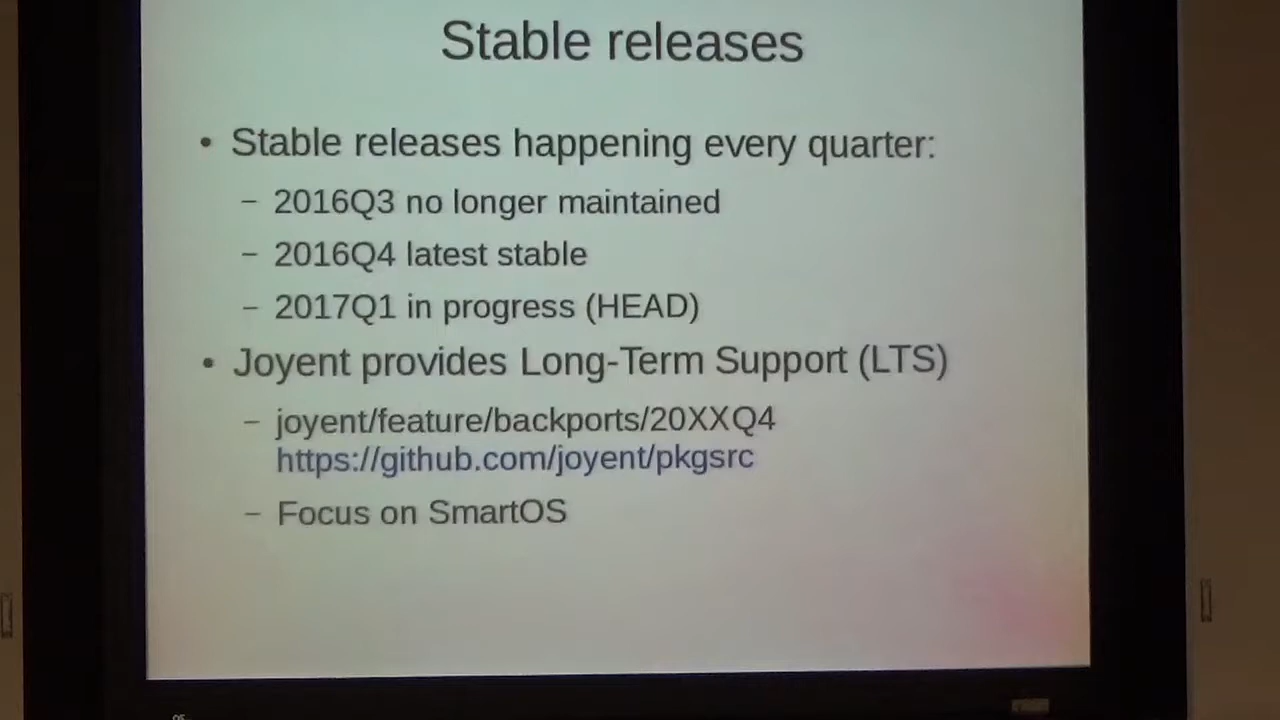 Stable releases
• Stable releases happening every quarter:
– 2016Q3 no longer maintained
– 2016Q4 latest stable
– 2017Q1 in progress (HEAD)
• Joyent provides Long-Term Support (LTS)
– joyent/feature/backports/20XXQ4
https://github.com/joyent/pkgsrc
– Focus on SmartOS